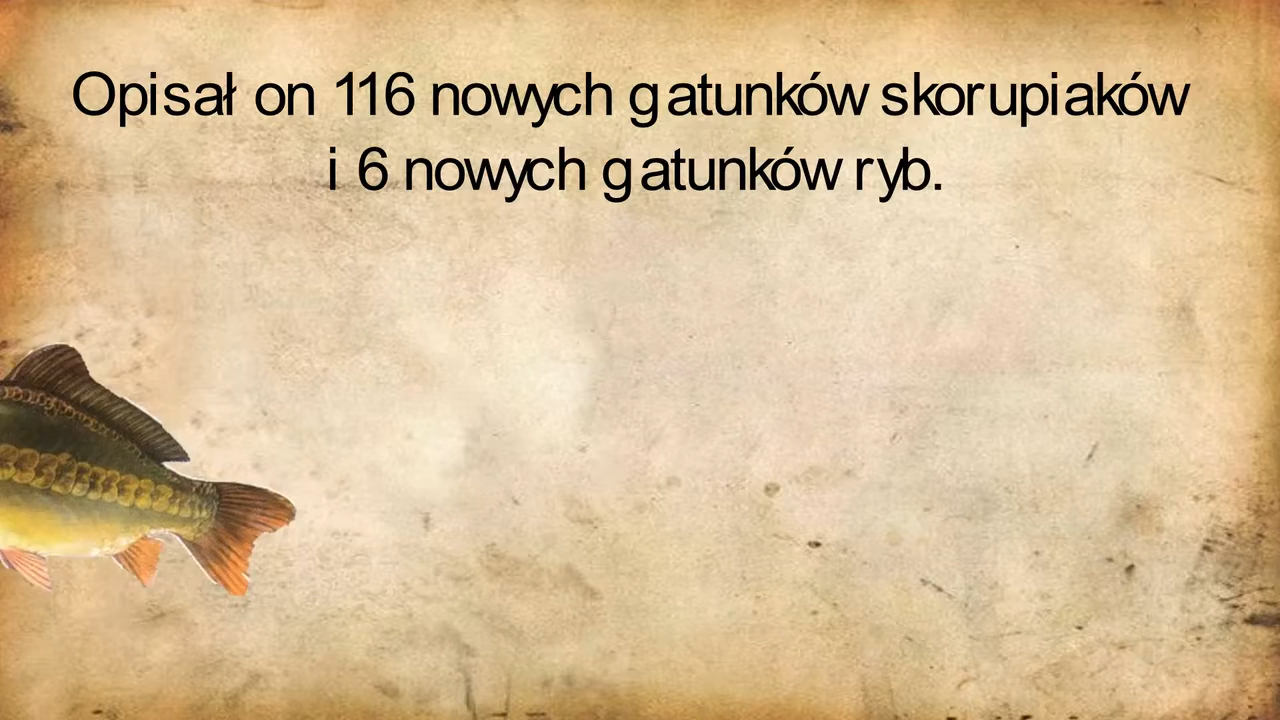 Opisał on 116 nowych gatunków skorupiaków
i 6 nowych gatunków ryb.